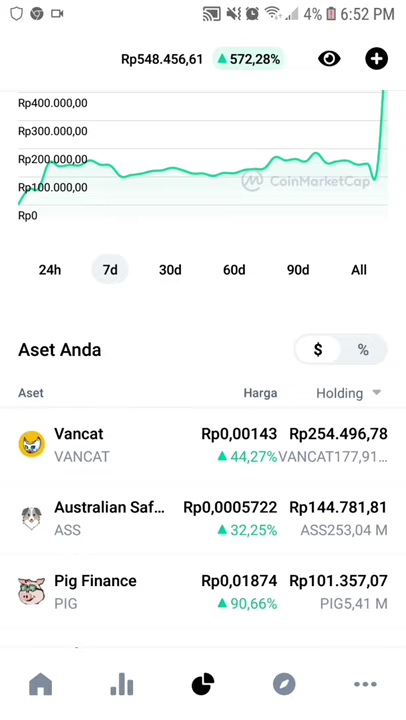 4% 6:52 PM
Rp548.456,61 ▲ 572,28%
Rp400.000,00
Rp300.000,00
Rp200.000,00
Rp100.000,00
Rp0
CoinMarketCap
24h 7d 30d 60d 90d All
Aset Anda $ %
Aset Harga Holding
Vancat Rp0,00143 Rp254.496,78
VANCAT ▲ 44,27% VANCAT177,91...
Australian Saf... Rp0,0005722 Rp144.781,81
ASS ▲ 32,25% ASS253,04 M
Pig Finance Rp0,01874 Rp101.357,07
PIG ▲ 90,66% PIG5,41 M